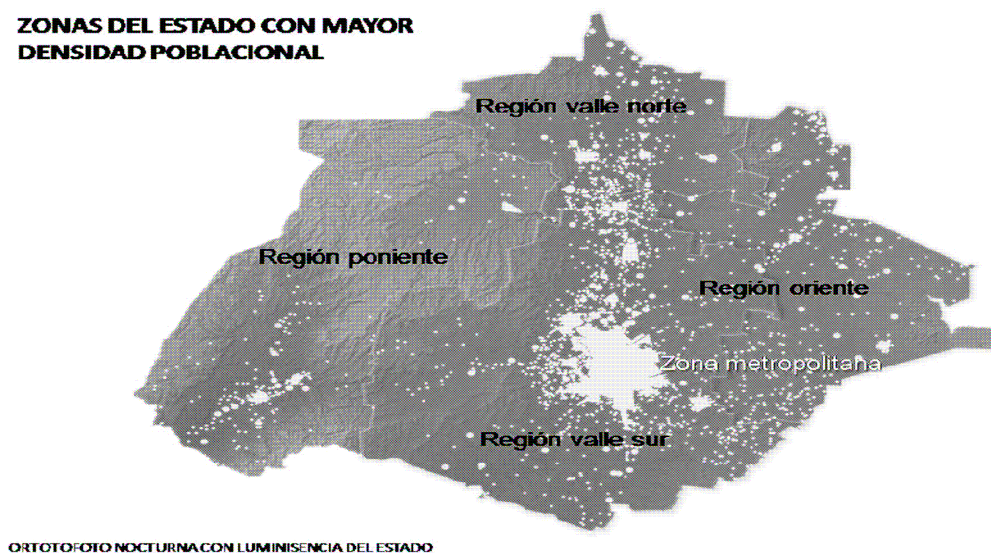 ZONAS DEL ESTADO CON MAYOR
DENSIDAD POBLACIONAL
Región valle norte
Región poniente
Región oriente
Zona metropolitana
Región valle sur
ORTOTOFOTO NOCTURNA CON LUMINISENCIA DEL ESTADO